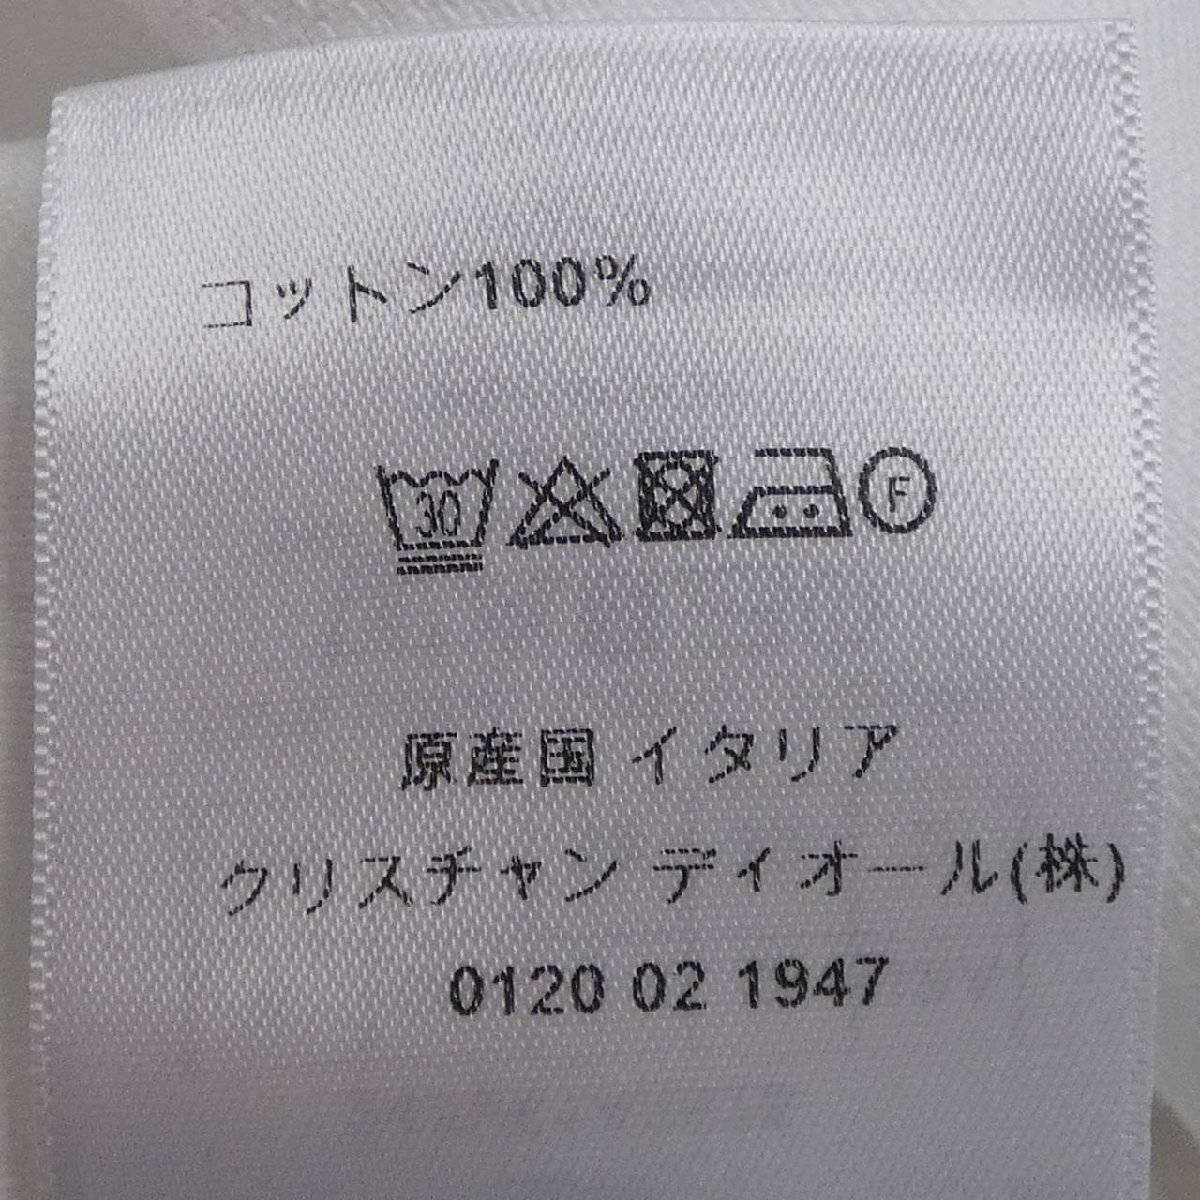 コットン100%
30 F
原産国 イタリア
クリスチャン ディオール(株)
0120 02 1947